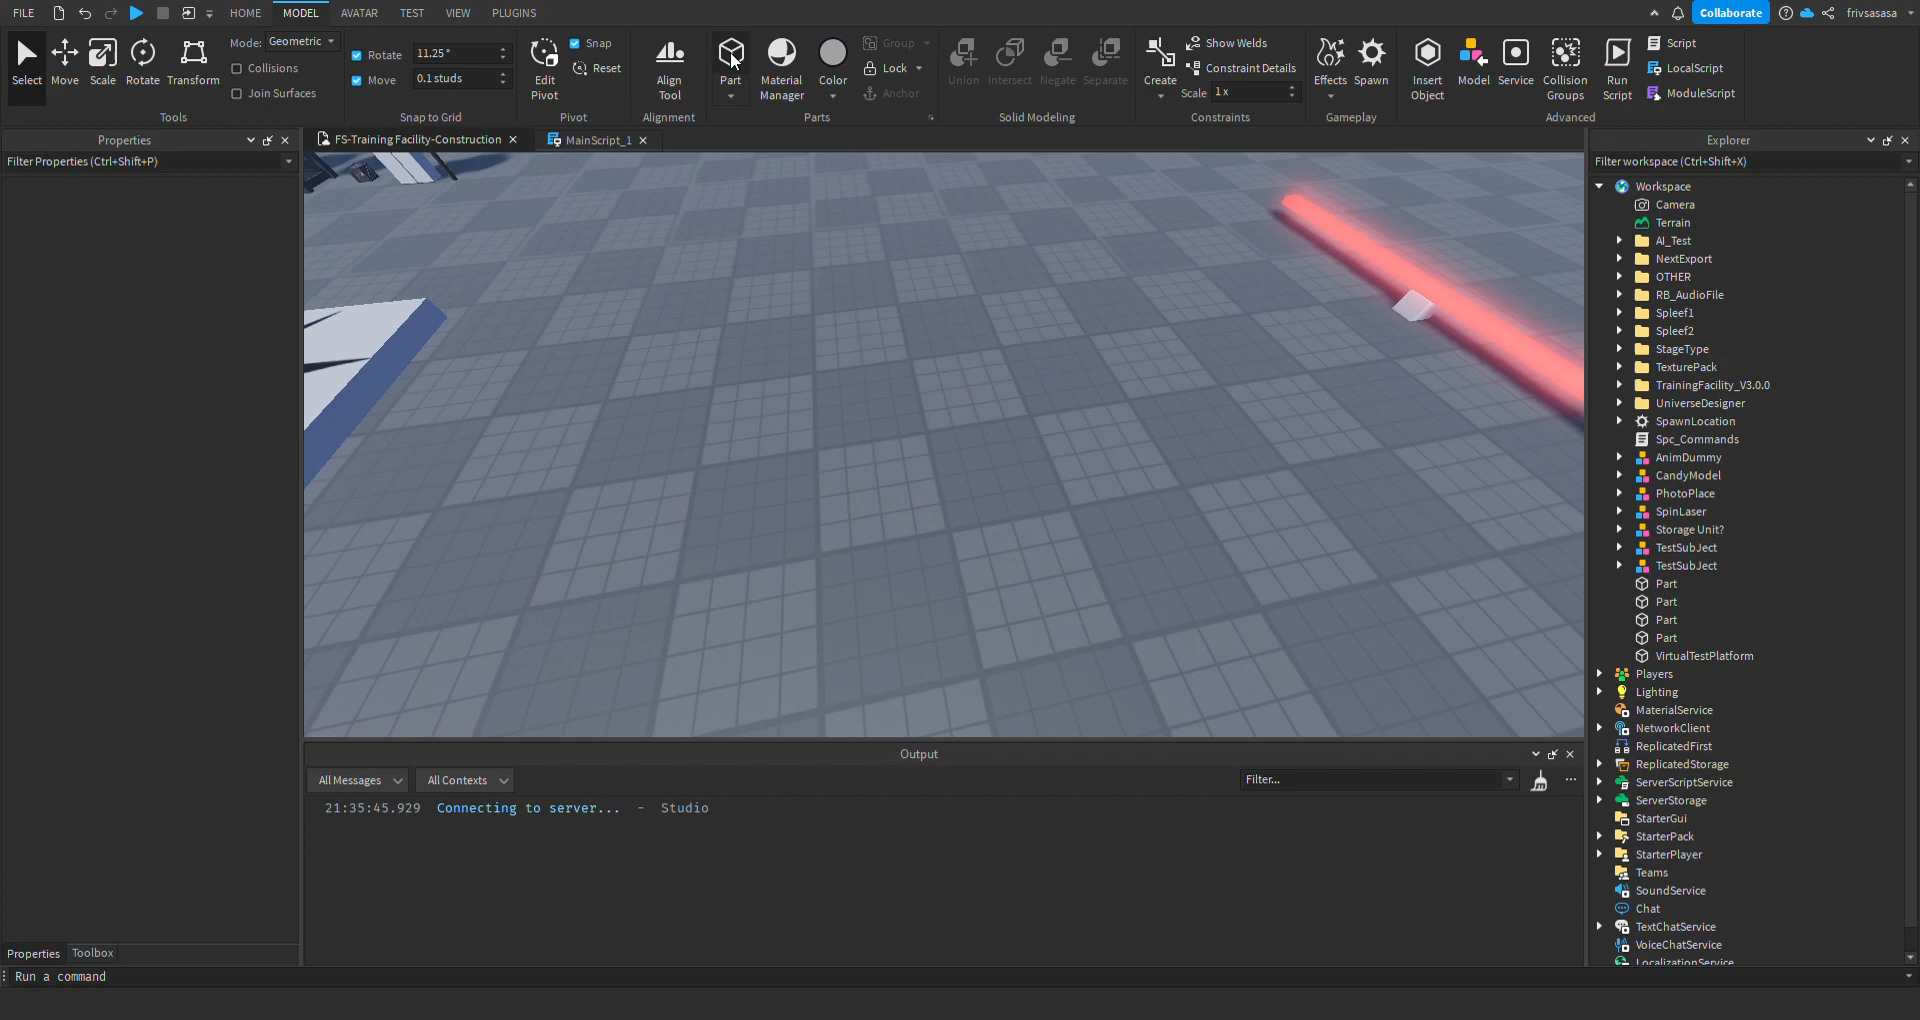 FILE HOME MODEL AVATAR TEST VIEW PLUGINS Collaborate frivsasasa
Mode: Geometric
Collisions
Join Surfaces
Select Move Scale Rotate Transform
Tools
Rotate 11.25 °
Move 0.1 studs
Snap to Grid
Edit Pivot
Snap
Reset
Pivot
Align Tool
Alignment
Part
Material Manager
Color
Group
Lock
Anchor
Parts
Union Intersect Negate Separate
Solid Modeling
Create
Show Welds
Constraint Details
Scale 1 x
Constraints
Effects Spawn
Gameplay
Insert Object
Model
Service
Collision Groups
Run Script
Script
LocalScript
ModuleScript
Advanced
Properties
Filter Properties (Ctrl+Shift+P)
Properties Toolbox
FS-Training Facility-Construction MainScript_1
Output
All Messages All Contexts Filter...
21:35:45.929 Connecting to server... - Studio
Explorer
Filter workspace (Ctrl+Shift+X)
Workspace
Camera
Terrain
AI_Test
NextExport
OTHER
RB_AudioFile
Spleef1
Spleef2
StageType
TexturePack
TrainingFacility_V3.0.0
UniverseDesigner
SpawnLocation
Spc_Commands
AnimDummy
CandyModel
PhotoPlace
SpinLaser
Storage Unit?
TestSubJect
TestSubJect
Part
Part
Part
Part
VirtualTestPlatform
Players
Lighting
MaterialService
NetworkClient
ReplicatedFirst
ReplicatedStorage
ServerScriptService
ServerStorage
StarterGui
StarterPack
StarterPlayer
Teams
SoundService
Chat
TextChatService
VoiceChatService
LocalizationService
Run a command